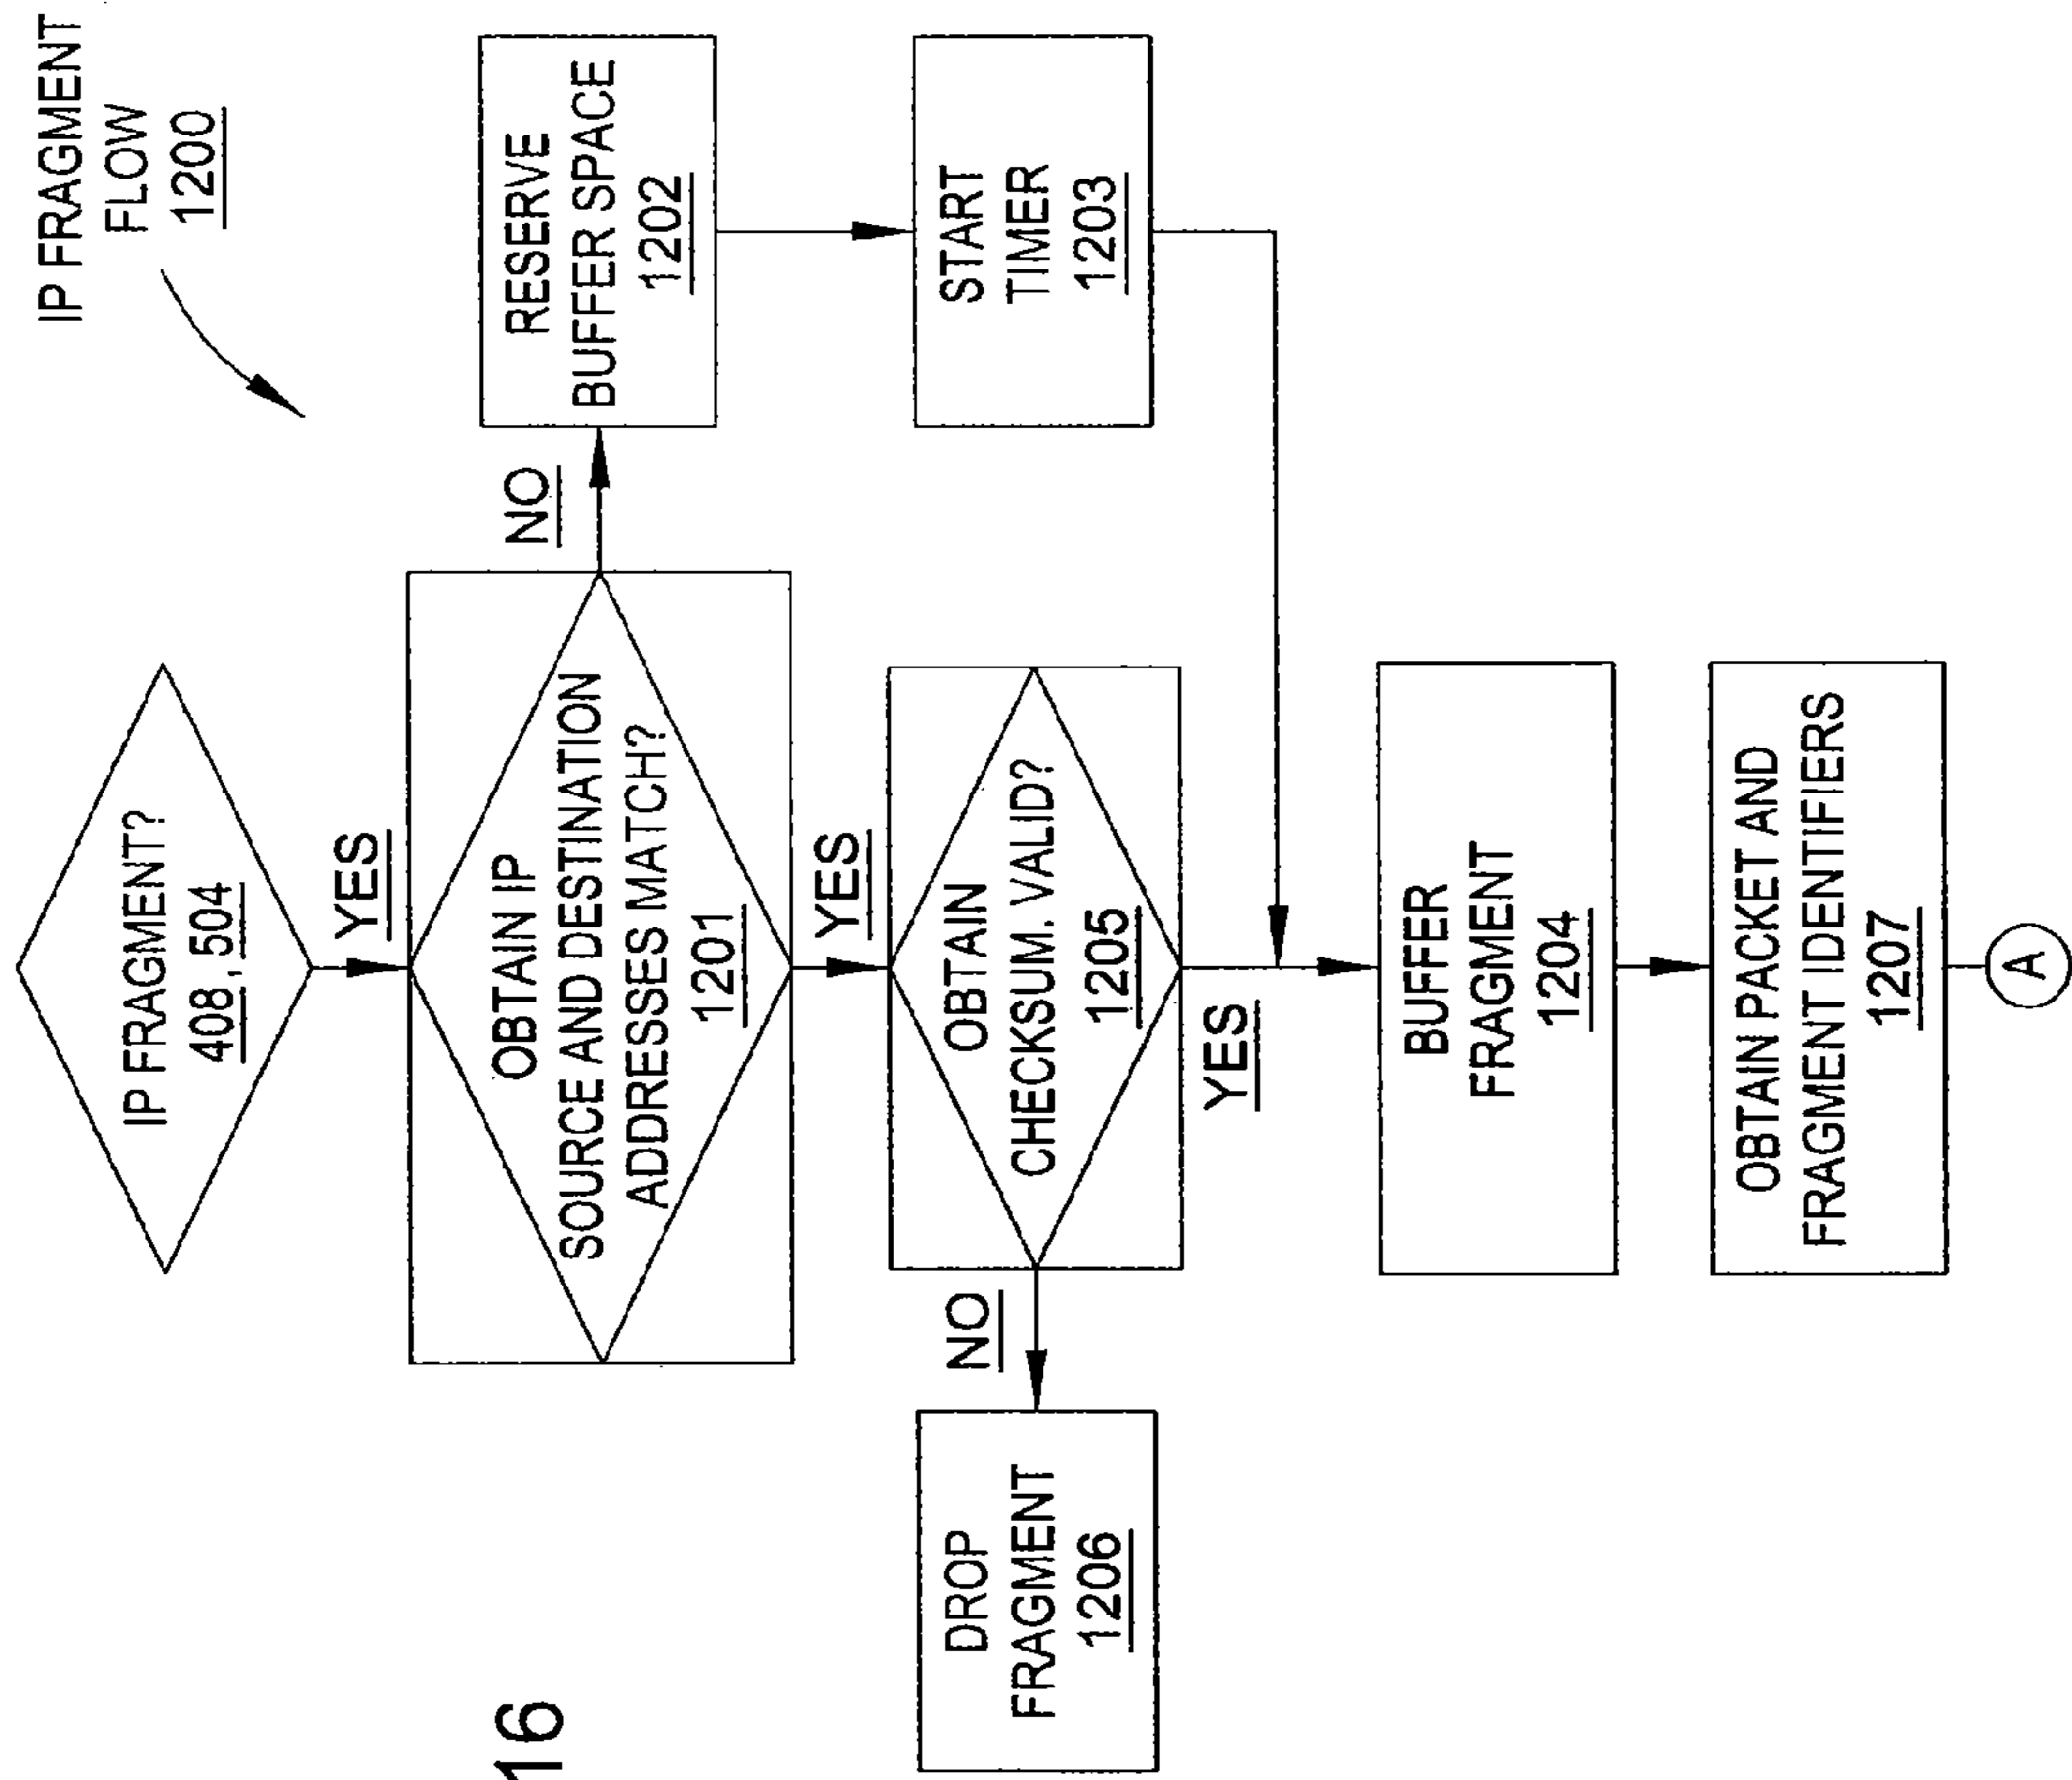 IP FRAGMENT
FLOW
1200
IP FRAGMENT?
408, 504
YES
OBTAIN IP
SOURCE AND DESTINATION
ADDRESSES MATCH?
1201
NO
RESERVE
BUFFER SPACE
1202
START
TIMER
1203
YES
OBTAIN
CHECKSUM. VALID?
1205
NO
DROP
FRAGMENT
1206
YES
BUFFER
FRAGMENT
1204
OBTAIN PACKET AND
FRAGMENT IDENTIFIERS
1207
A
16